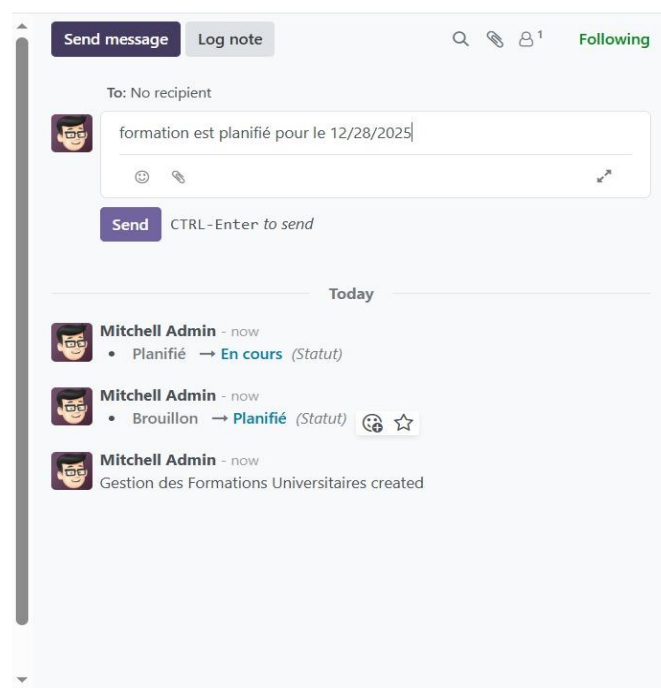 Send message Log note 1 Following
To: No recipient
formation est planifié pour le 12/28/2025
Send CTRL-Enter to send
Today
Mitchell Admin - now
• Planifié → En cours (Statut)
Mitchell Admin - now
• Brouillon → Planifié (Statut)
Mitchell Admin - now
Gestion des Formations Universitaires created